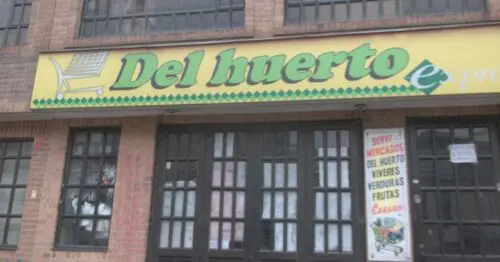 Del huerto
SERVI
MERCADOS
DEL HUERTO
VIVERES
VERDURAS
FRUTAS